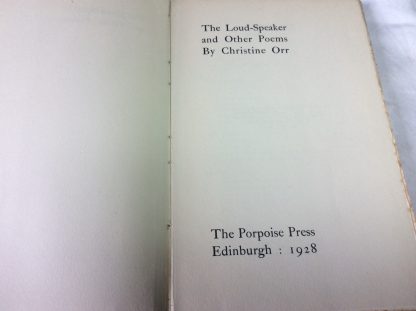 The Loud-Speaker
and Other Poems
By Christine Orr
The Porpoise Press
Edinburgh : 1928